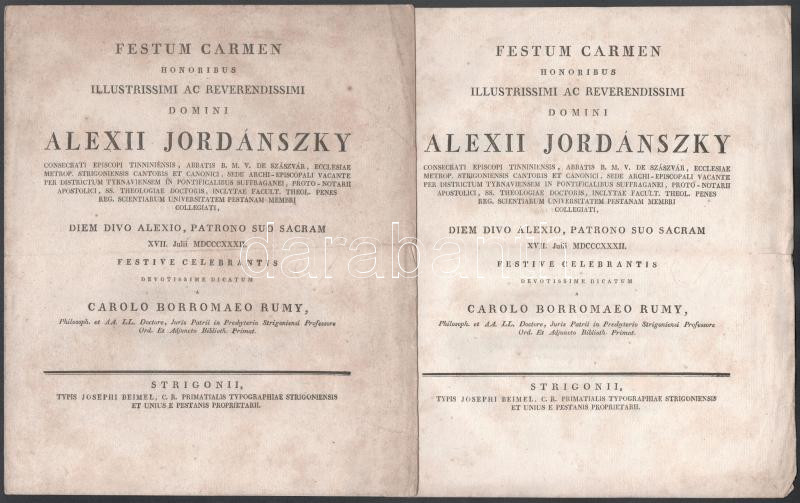 FESTUM CARMEN
HONORIBUS
ILLUSTRISSIMI AC REVERENDISSIMI
DOMINI
ALEXII JORDÁNSZKY
CONSECRATI EPISCOPI TINNINIËNSIS, ABBATIS B. M. V. DE SZÁSZVÁR, ECCLESIAE
METROP. STRIGONIENSIS CANTORIS ET CANONICI, SEDE ARCHI-EPISCOPALI VACANTE
PER DISTRICTUM TYRNAVIENSEM IN PONTIFICALIBUS SUFFRAGANEI, PROTO-NOTARII
APOSTOLICI, SS. THEOLOGIAE DOCTORIS, INCLYTAE FACULT. THEOL. PENES
REG. SCIENTIARUM UNIVERSITATEM PESTANAM MEMBRI
COLLEGIATI,
DIEM DIVO ALEXIO, PATRONO SUO SACRAM
XVII. Julii MDCCCXXXII.
FESTIVE CELEBRANTIS
DEVOTISSIME DICATUM
A
CAROLO BORROMAEO RUMY,
Philosoph. et AA. LL. Doctore, Juris Patrii in Presbyterio Strigoniensi Professore
Ord. Et Adjuncto Biblioth. Primat.
STRIGONII,
TYPIS JOSEPHI BEIMEL, C. R. PRIMATIALIS TYPOGRAPHIAE STRIGONIENSIS
ET UNIUS E PESTANIS PROPRIETARII.
FESTUM CARMEN
HONORIBUS
ILLUSTRISSIMI AC REVERENDISSIMI
DOMINI
ALEXII JORDÁNSZKY
CONSECRATI EPISCOPI TINNINIENSIS, ABBATIS B. M. V. DE SZÁSZVÁR, ECCLESIAE
METROP. STRIGONIENSIS CANTORIS ET CANONICI, SEDE ARCHI-EPISCOPALI VACANTE
PER DISTRICTUM TYRNAVIENSEM IN PONTIFICALIBUS SUFFRAGANEI, PROTO-NOTARII
APOSTOLICI, SS. THEOLOGIAE DOCTORIS, INCLYTAE FACULT. THEOL. PENES
REG. SCIENTIARUM UNIVERSITATEM PESTANAM MEMBRI
COLLEGIATI,
DIEM DIVO ALEXIO, PATRONO SUO SACRAM
XVII. Julii MDCCCXXXII.
FESTIVE CELEBRANTIS
DEVOTISSIME DICATUM
A
CAROLO BORROMAEO RUMY,
Philosoph. et AA. LL. Doctore, Juris Patrii in Presbyterio Strigoniensi Professore
Ord. Et Adjuncto Biblioth. Primat.
STRIGONII,
TYPIS JOSEPHI BEIMEL, C. R. PRIMATIALIS TYPOGRAPHIAE STRIGONIENSIS
ET UNIUS E PESTANIS PROPRIETARII.
darabanth.com